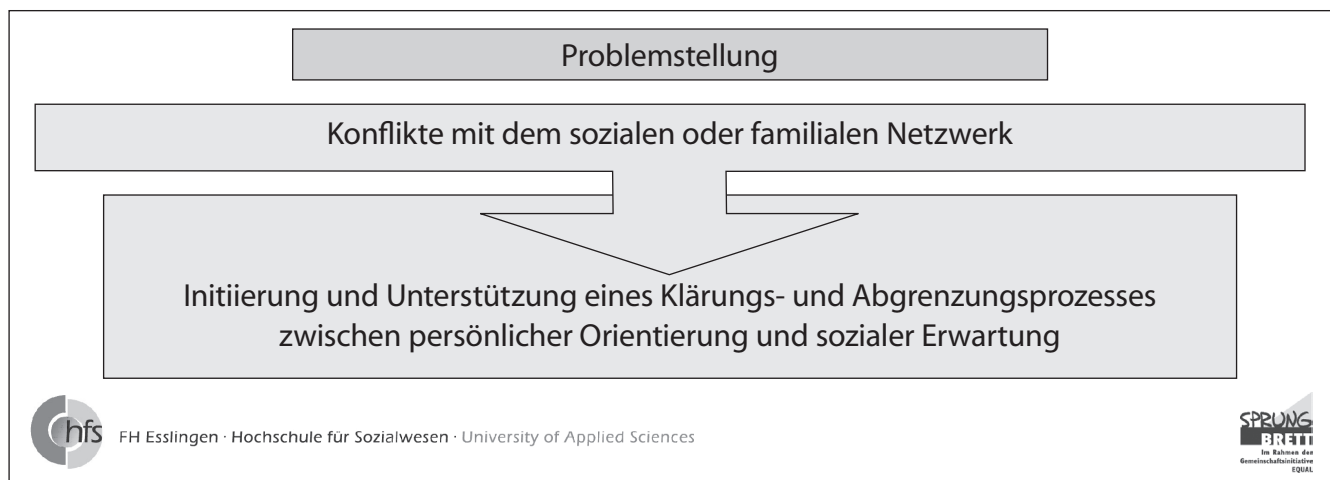 Problemstellung
Konflikte mit dem sozialen oder familialen Netzwerk
Initiierung und Unterstützung eines Klärungs- und Abgrenzungsprozesses
zwischen persönlicher Orientierung und sozialer Erwartung
hfs FH Esslingen · Hochschule für Sozialwesen · University of Applied Sciences
SPRUNG
BRETT
Im Rahmen der
Gemeinschaftsinitiative
EQUAL